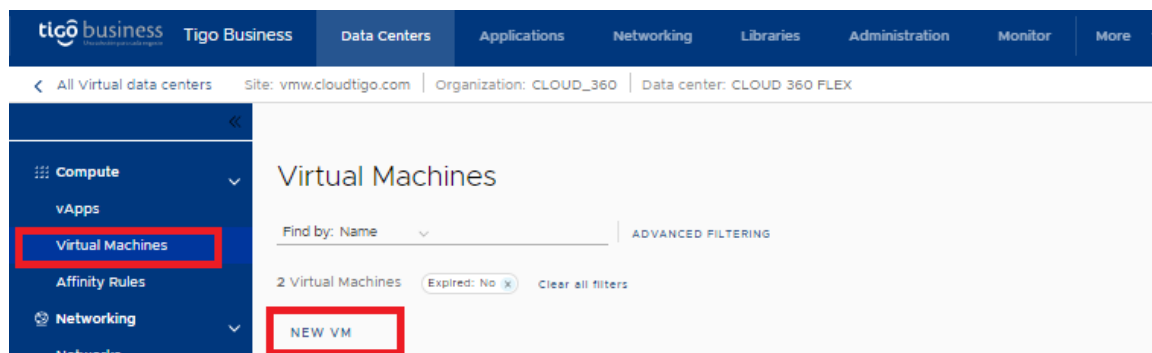 tigô business Tigo Business Data Centers Applications Networking Libraries Administration Monitor More
All Virtual data centers Site: vmw.cloudtigo.com Organization: CLOUD_360 Data center: CLOUD 360 FLEX
Compute
vApps
Virtual Machines
Affinity Rules
Networking
Networks
Virtual Machines
Find by: Name ADVANCED FILTERING
2 Virtual Machines Expired: No x Clear all filters
NEW VM